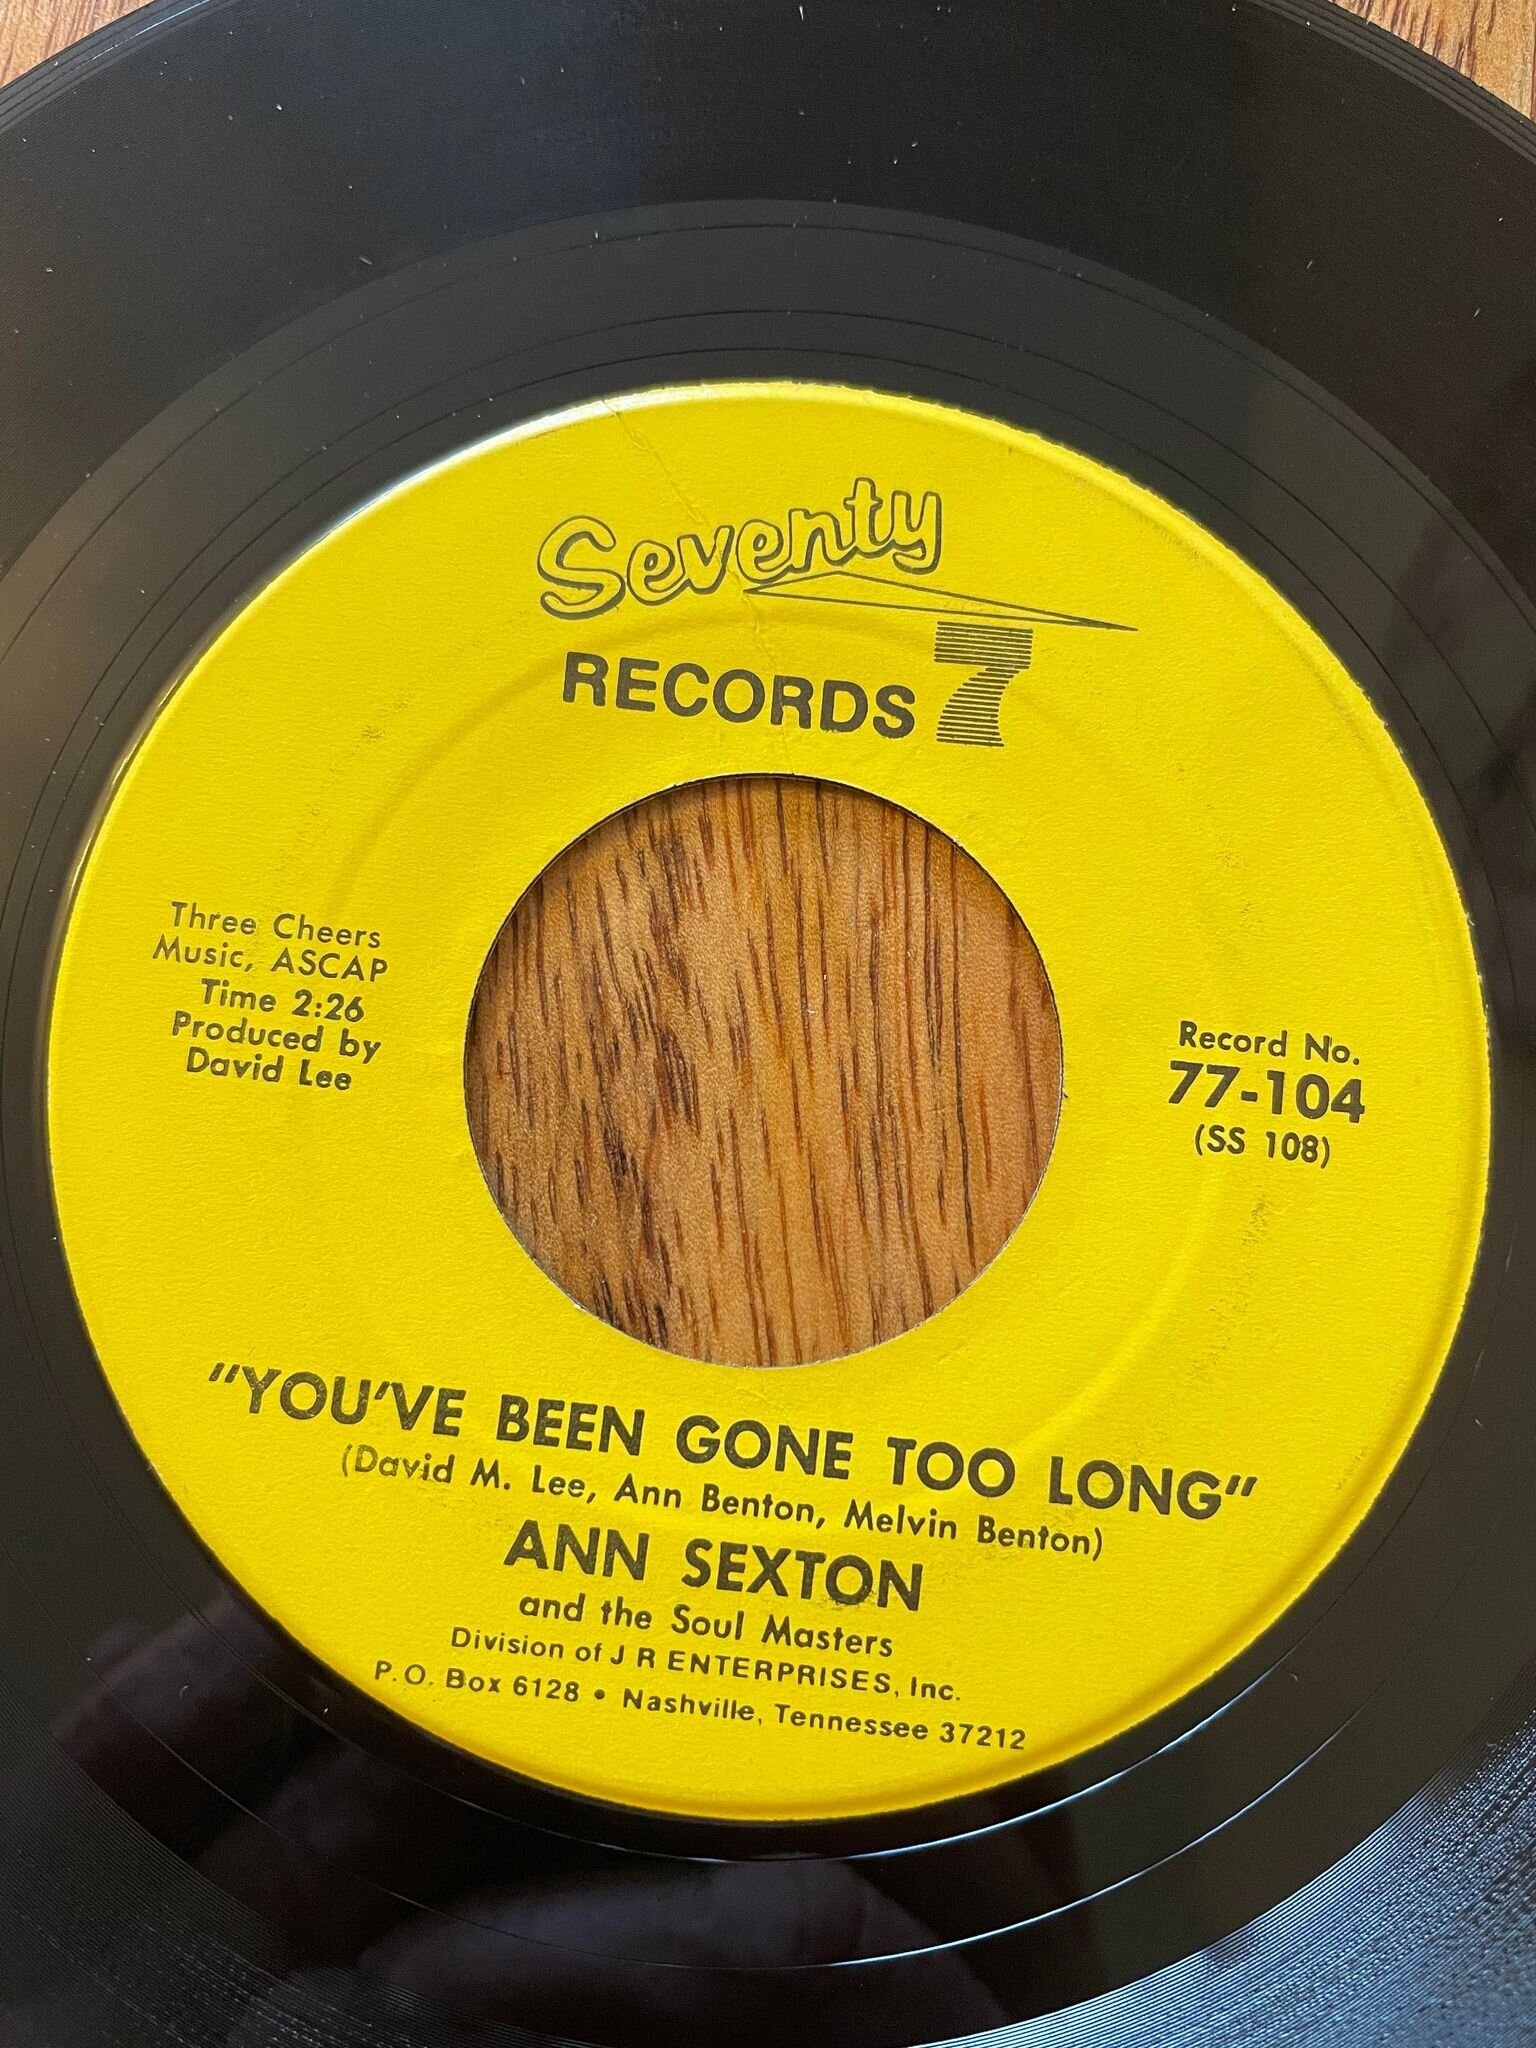 Seventy
RECORDS 7
Three Cheers
Music, ASCAP
Time 2:26
Produced by
David Lee
Record No.
77-104
(SS 108)
"YOU'VE BEEN GONE TOO LONG"
(David M. Lee, Ann Benton, Melvin Benton)
ANN SEXTON
and the Soul Masters
Division of J R ENTERPRISES, Inc.
P.O. Box 6128 • Nashville, Tennessee 37212